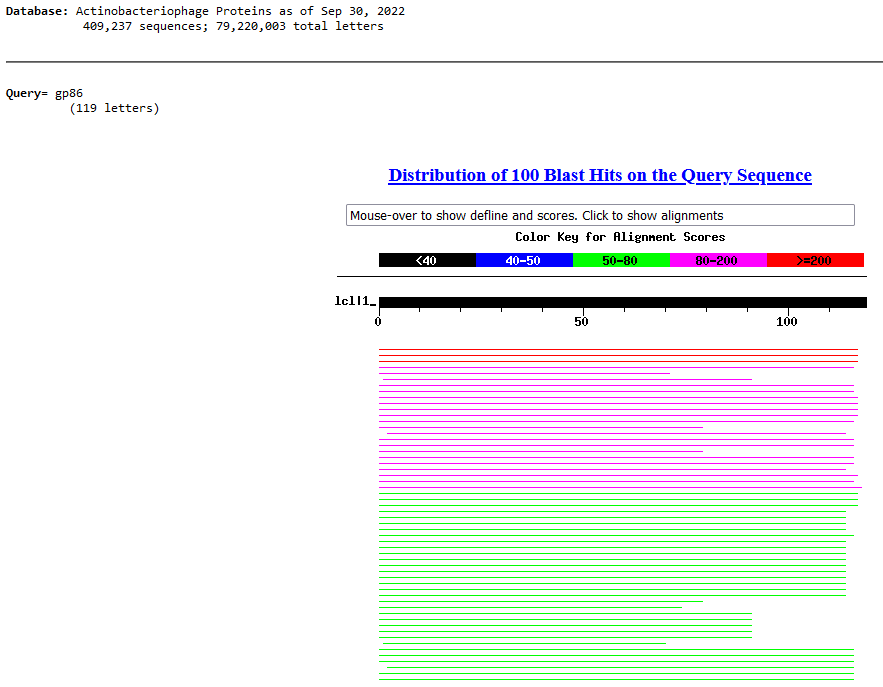 Database: Actinobacteriophage Proteins as of Sep 30, 2022
409,237 sequences; 79,220,003 total letters
Query= gp86
(119 letters)
Distribution of 100 Blast Hits on the Query Sequence
Mouse-over to show defline and scores. Click to show alignments
Color Key for Alignment Scores
<40 40-50 50-80 80-200 >=200
lcl|1_
0 50 100